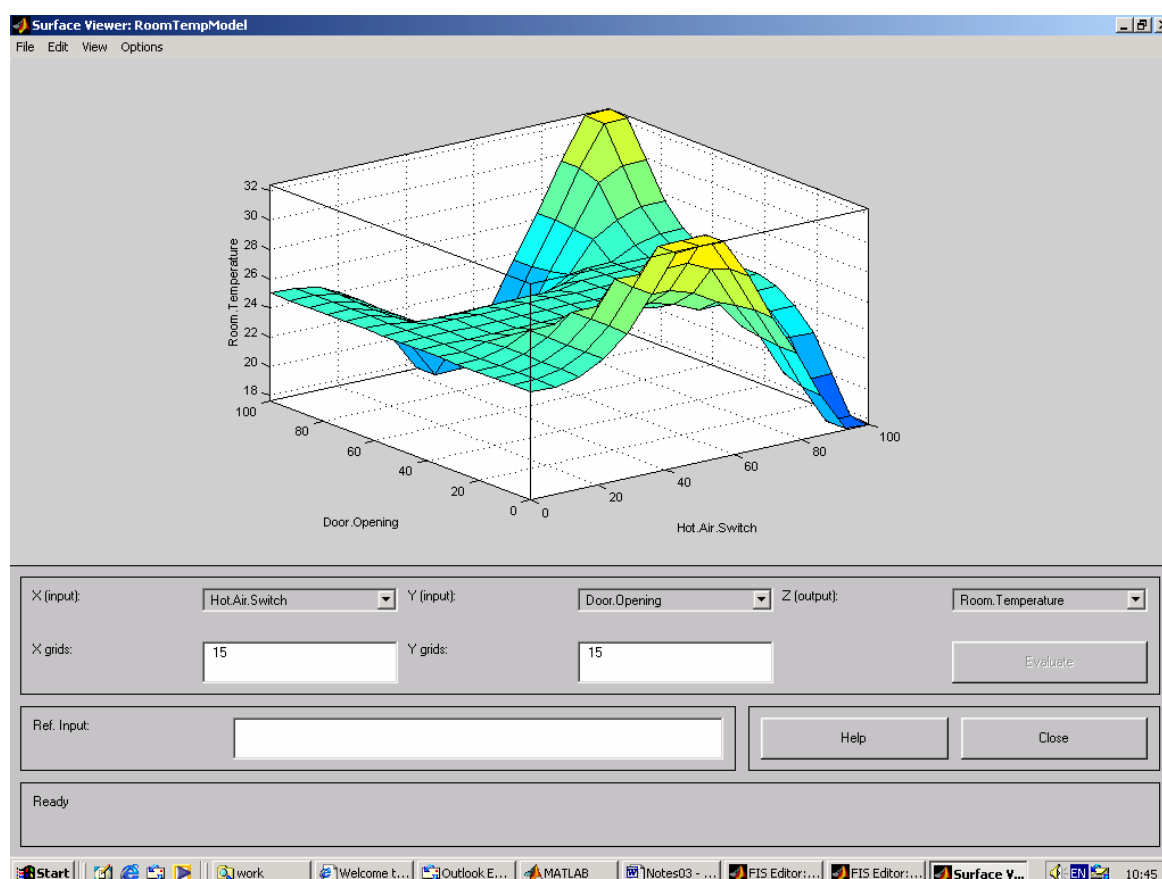 Surface Viewer: RoomTempModel
File Edit View Options
32
30
28
26
24
22
20
18
Room.Temperature
100
80
60
40
20
0
Door.Opening
0
20
40
60
80
100
Hot.Air.Switch
X (input): Hot.Air.Switch Y (input): Door.Opening Z (output): Room.Temperature
X grids: 15 Y grids: 15 Evaluate
Ref. Input: Help Close
Ready
Start work Welcome t... Outlook E... MATLAB Notes03 - ... FIS Editor:... FIS Editor:... Surface V... EN 10:45